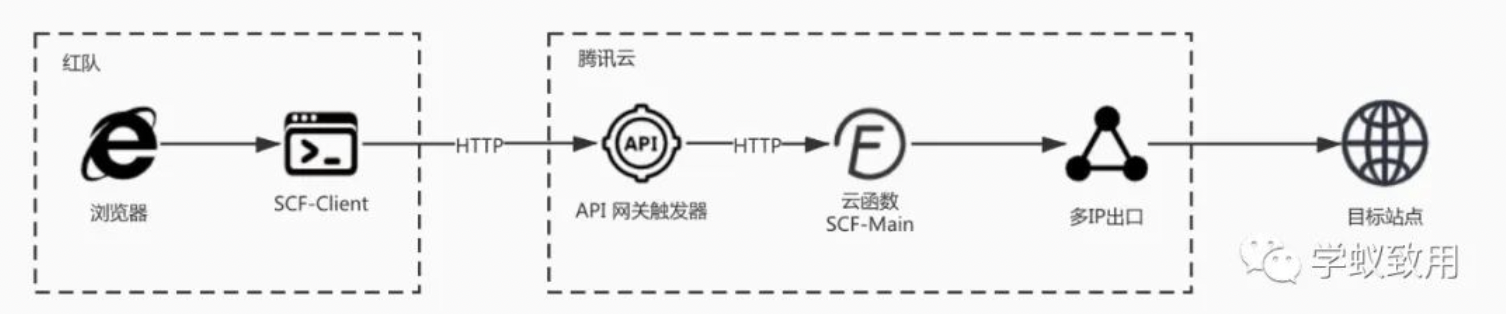 红队
腾讯云
HTTP
API
HTTP
浏览器
SCF-Client
API 网关触发器
云函数
SCF-Main
多IP出口
目标站点
学蚁致用